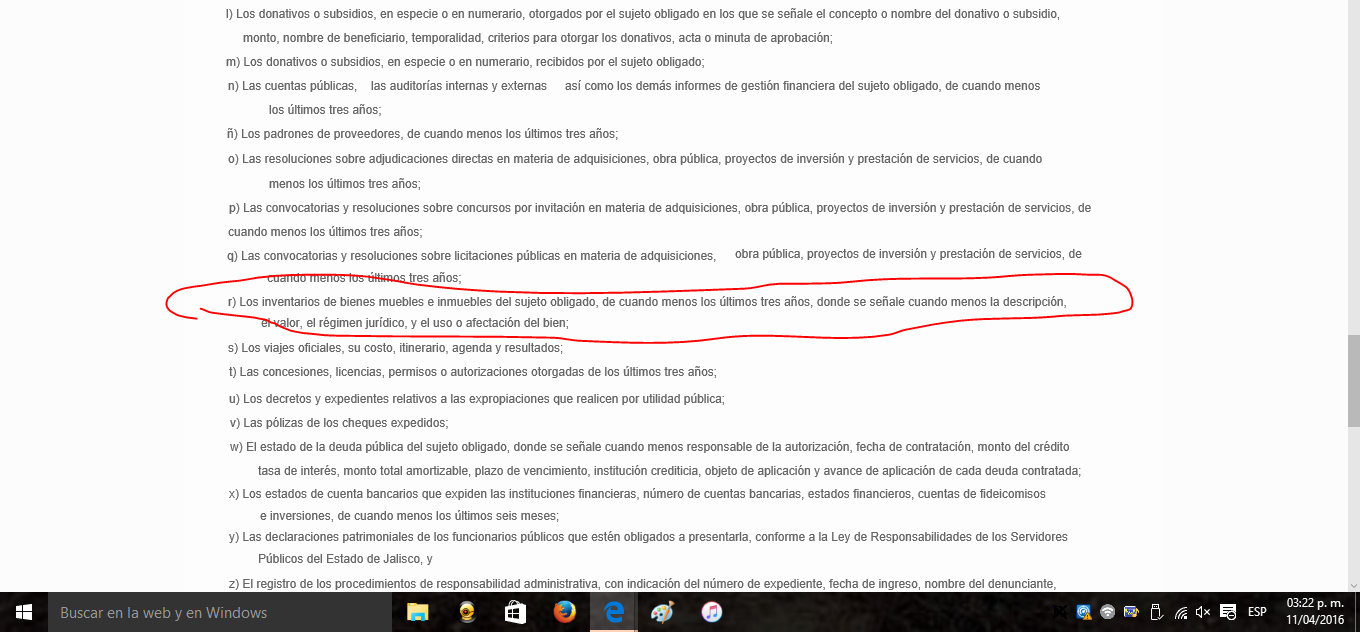 l) Los donativos o subsidios, en especie o en numerario, otorgados por el sujeto obligado en los que se señale el concepto o nombre del donativo o subsidio,
monto, nombre de beneficiario, temporalidad, criterios para otorgar los donativos, acta o minuta de aprobación;
m) Los donativos o subsidios, en especie o en numerario, recibidos por el sujeto obligado;
n) Las cuentas públicas, las auditorías internas y externas así como los demás informes de gestión financiera del sujeto obligado, de cuando menos
los últimos tres años;
ñ) Los padrones de proveedores, de cuando menos los últimos tres años;
o) Las resoluciones sobre adjudicaciones directas en materia de adquisiciones, obra pública, proyectos de inversión y prestación de servicios, de cuando
menos los últimos tres años;
p) Las convocatorias y resoluciones sobre concursos por invitación en materia de adquisiciones, obra pública, proyectos de inversión y prestación de servicios, de
cuando menos los últimos tres años;
q) Las convocatorias y resoluciones sobre licitaciones públicas en materia de adquisiciones, obra pública, proyectos de inversión y prestación de servicios, de
cuando menos los últimos tres años;
r) Los inventarios de bienes muebles e inmuebles del sujeto obligado, de cuando menos los últimos tres años, donde se señale cuando menos la descripción,
el valor, el régimen jurídico, y el uso o afectación del bien;
s) Los viajes oficiales, su costo, itinerario, agenda y resultados;
t) Las concesiones, licencias, permisos o autorizaciones otorgadas de los últimos tres años;
u) Los decretos y expedientes relativos a las expropiaciones que realicen por utilidad pública;
v) Las pólizas de los cheques expedidos;
w) El estado de la deuda pública del sujeto obligado, donde se señale cuando menos responsable de la autorización, fecha de contratación, monto del crédito
tasa de interés, monto total amortizable, plazo de vencimiento, institución crediticia, objeto de aplicación y avance de aplicación de cada deuda contratada;
x) Los estados de cuenta bancarios que expiden las instituciones financieras, número de cuentas bancarias, estados financieros, cuentas de fideicomisos
e inversiones, de cuando menos los últimos seis meses;
y) Las declaraciones patrimoniales de los funcionarios públicos que estén obligados a presentarla, conforme a la Ley de Responsabilidades de los Servidores
Públicos del Estado de Jalisco, y
z) El registro de los procedimientos de responsabilidad administrativa, con indicación del número de expediente, fecha de ingreso, nombre del denunciante,
Buscar en la web y en Windows
ESP
03:22 p. m.
11/04/2016